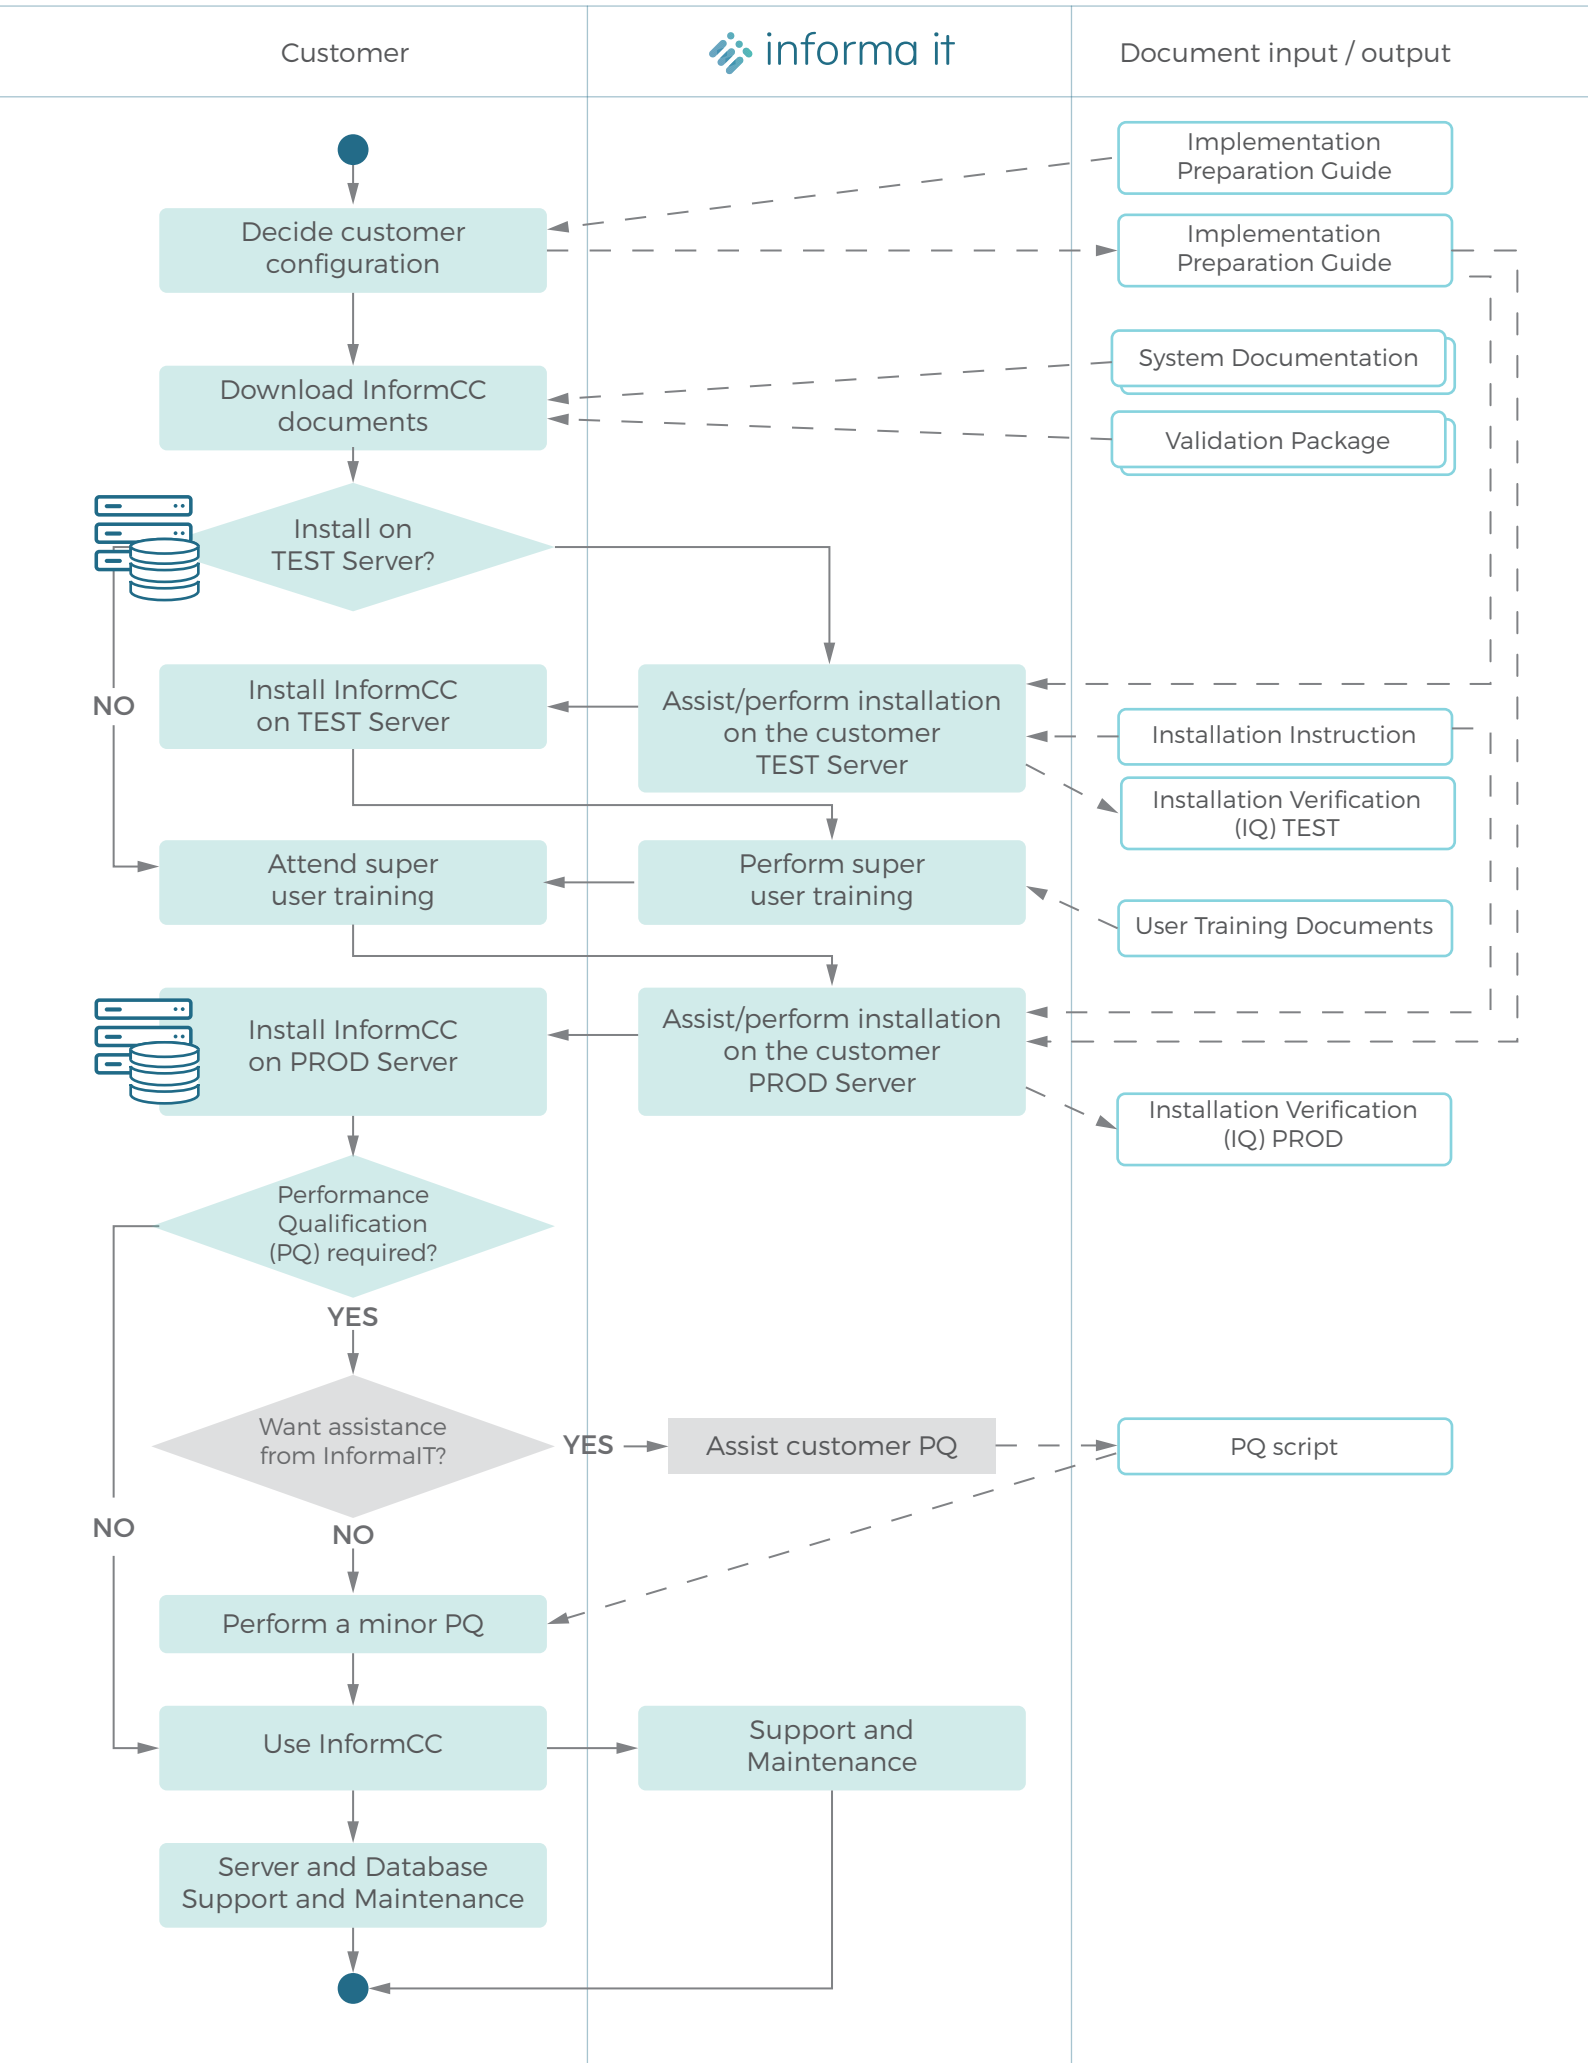 Customer
informa it
Document input / output
Implementation
Preparation Guide
Decide customer
configuration
Implementation
Preparation Guide
System Documentation
Download InformCC
documents
Validation Package
Install on
TEST Server?
NO
Install InformCC
on TEST Server
Assist/perform installation
on the customer
TEST Server
Installation Instruction
Installation Verification
(IQ) TEST
Attend super
user training
Perform super
user training
User Training Documents
Install InformCC
on PROD Server
Assist/perform installation
on the customer
PROD Server
Installation Verification
(IQ) PROD
Performance
Qualification
(PQ) required?
YES
Want assistance
from InformaIT?
YES
Assist customer PQ
PQ script
NO
NO
Perform a minor PQ
Use InformCC
Support and
Maintenance
Server and Database
Support and Maintenance